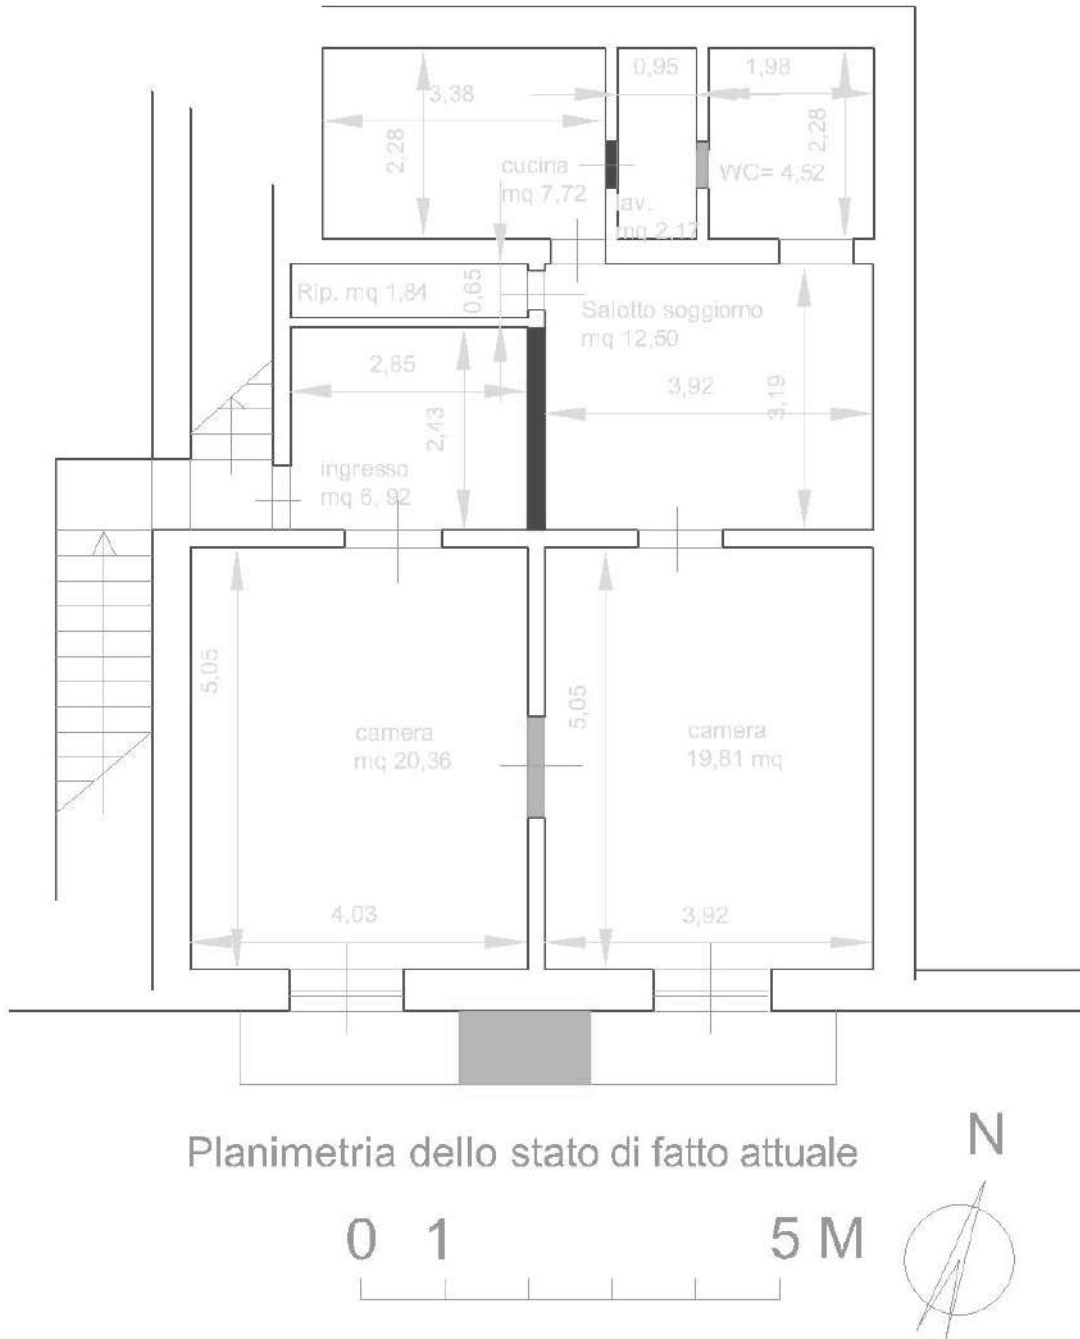 0,95
1,98
3,38
2.28
2,28
cucina
mq 7,72
WC= 4,52
av.
mq 2,17
Rip. mq 1,84
0,65
Salotto soggiorno
mq 12,50
2,85
3,92
3,19
2,43
ingresso
mq 6, 92
5,05
5,05
camera
mq 20,36
camera
19,81 mq
4,03
3,92
Planimetria dello stato di fatto attuale
N
0 1 5 M